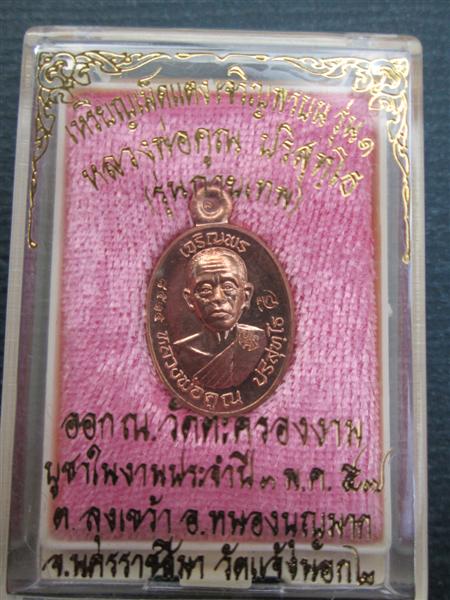 เหรียญเม็ดแตง เจริญพรบน รุ่น ๑
หลวงพ่อคูณ ปริสุทฺโธ
(รุ่นกายเทพ)
เจริญพร
หลวงพ่อคูณ ปริสุทฺโธ
ออก ณ. วัดตะครองงาม
บูชาในงานประจำปี ๓ พ.ศ. ๕๗
ต. ลุงเขว้า อ.หนองบุญมาก
จ.นครราชสีมา วัดแจ้งนอก ๒